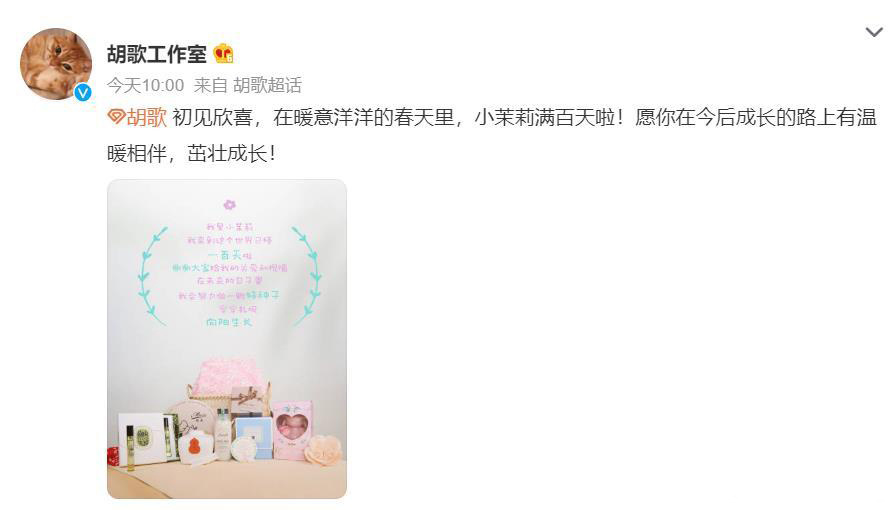 胡歌工作室
今天10:00 来自 胡歌超话
胡歌 初见欣喜，在暖意洋洋的春天里，小茉莉满百天啦！愿你在今后成长的路上有温
暖相伴，茁壮成长！
我是小茉莉
我来到这个世界已经
一百天啦
谢谢大家给我的关爱和祝福
在未来的日子里
我会努力做一颗好种子
牢牢扎根
向阳生长